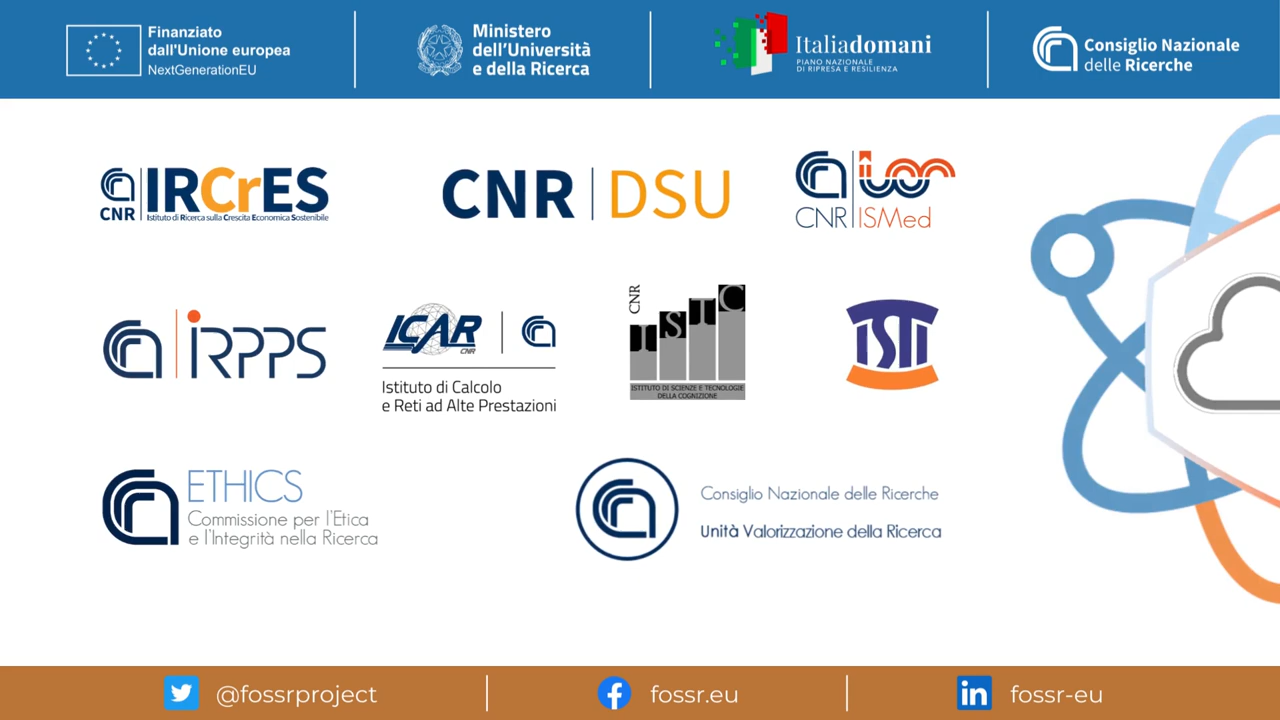 Finanziato
dall'Unione europea
NextGenerationEU
Ministero
dell'Università
e della Ricerca
Italiadomani
PIANO NAZIONALE
DI RIPRESA E RESILIENZA
Consiglio Nazionale
delle Ricerche
CNR
IRCrES
Istituto di Ricerca sulla Crescita Economica Sostenibile
CNR DSU
CNR ISMed
IRPPS
ICAR
CNR
Istituto di Calcolo
e Reti ad Alte Prestazioni
CNR
ISTC
ISTITUTO DI SCIENZE E TECNOLOGIE
DELLA COGNIZIONE
ISTI
ETHICS
Commissione per l'Etica
e l'Integrità nella Ricerca
Consiglio Nazionale delle Ricerche
Unità Valorizzazione della Ricerca
@fossrproject
fossr.eu
fossr-eu